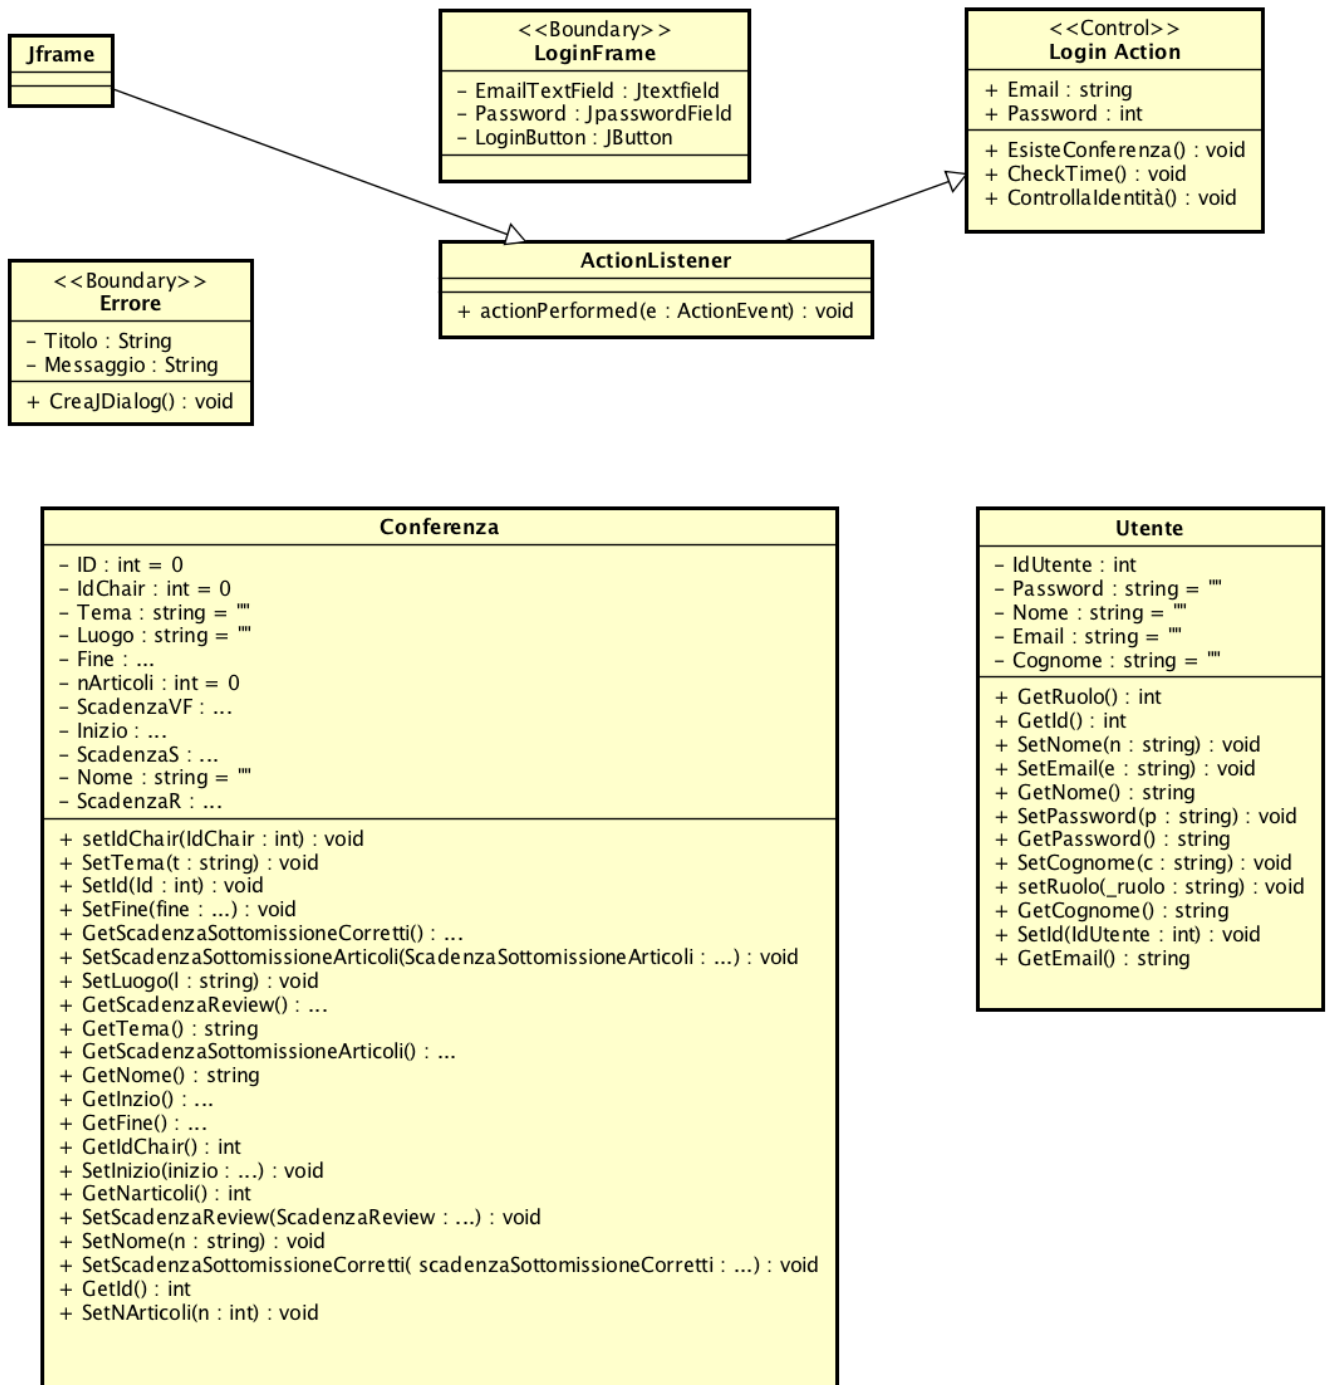 Jframe
<<Boundary>>
LoginFrame
– EmailTextField : Jtextfield
– Password : JpasswordField
– LoginButton : JButton
<<Control>>
Login Action
+ Email : string
+ Password : int
+ EsisteConferenza() : void
+ CheckTime() : void
+ ControllaIdentità() : void
<<Boundary>>
Errore
– Titolo : String
– Messaggio : String
+ CreaJDialog() : void
ActionListener
+ actionPerformed(e : ActionEvent) : void
Conferenza
– ID : int = 0
– IdChair : int = 0
– Tema : string = ""
– Luogo : string = ""
– Fine : ...
– nArticoli : int = 0
– ScadenzaVF : ...
– Inizio : ...
– ScadenzaS : ...
– Nome : string = ""
– ScadenzaR : ...
+ setIdChair(IdChair : int) : void
+ SetTema(t : string) : void
+ SetId(Id : int) : void
+ SetFine(fine : ...) : void
+ GetScadenzaSottomissioneCorretti() : ...
+ SetScadenzaSottomissioneArticoli(ScadenzaSottomissioneArticoli : ...) : void
+ SetLuogo(l : string) : void
+ GetScadenzaReview() : ...
+ GetTema() : string
+ GetScadenzaSottomissioneArticoli() : ...
+ GetNome() : string
+ GetInzio() : ...
+ GetFine() : ...
+ GetIdChair() : int
+ SetInizio(inizio : ...) : void
+ GetNarticoli() : int
+ SetScadenzaReview(ScadenzaReview : ...) : void
+ SetNome(n : string) : void
+ SetScadenzaSottomissioneCorretti( scadenzaSottomissioneCorretti : ...) : void
+ GetId() : int
+ SetNArticoli(n : int) : void
Utente
– IdUtente : int
– Password : string = ""
– Nome : string = ""
– Email : string = ""
– Cognome : string = ""
+ GetRuolo() : int
+ GetId() : int
+ SetNome(n : string) : void
+ SetEmail(e : string) : void
+ GetNome() : string
+ SetPassword(p : string) : void
+ GetPassword() : string
+ SetCognome(c : string) : void
+ setRuolo(_ruolo : string) : void
+ GetCognome() : string
+ SetId(IdUtente : int) : void
+ GetEmail() : string